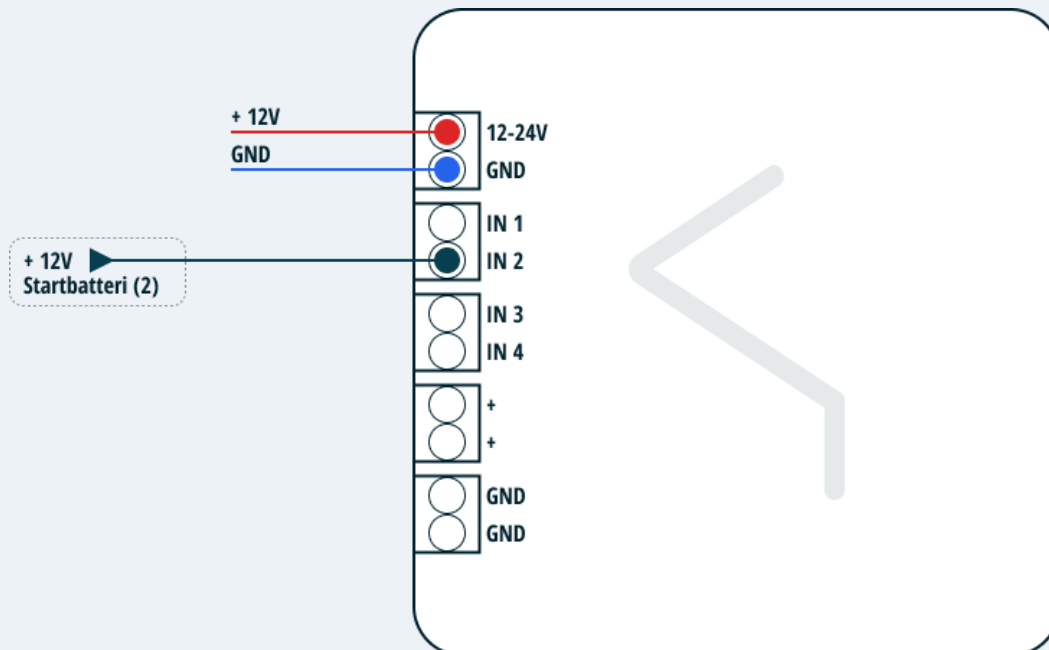 + 12V
12-24V
GND
GND
IN 1
+ 12V
IN 2
Startbatteri (2)
IN 3
IN 4
+
+
GND
GND